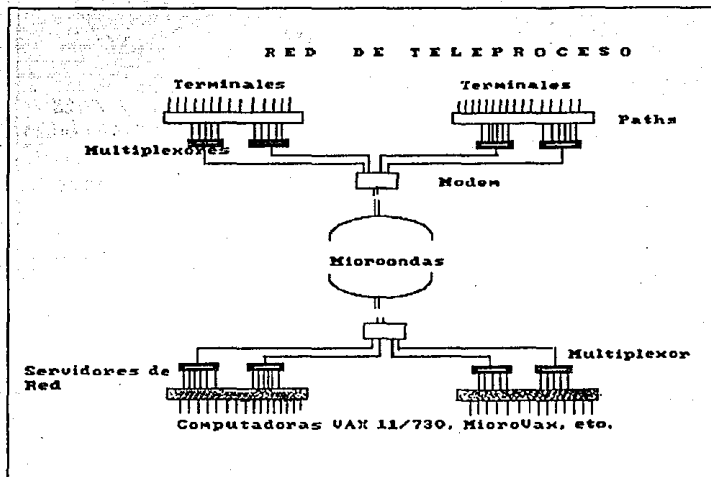 RED DE TELEPROCESO
Terminales
Terminales
Paths
Multiplexores
Modem
Microondas
Multiplexor
Servidores de
Red
Computadoras VAX 11/730, MicroVax, etc.